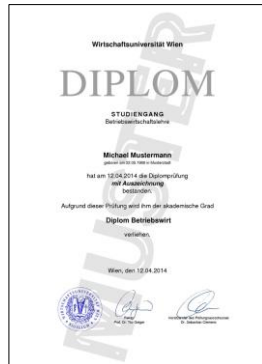 Wirtschaftsuniversität Wien
DIPLOM
STUDIENGANG
Betriebswirtschaftslehre
Michael Mustermann
hat am 12.04.2014 die Diplomprüfung
mit Auszeichnung
bestanden.
Aufgrund dieser Prüfung wird ihm der akademische Grad
Diplom Betriebswirt
verliehen.
Wien, den 12.04.2014
MUSTER